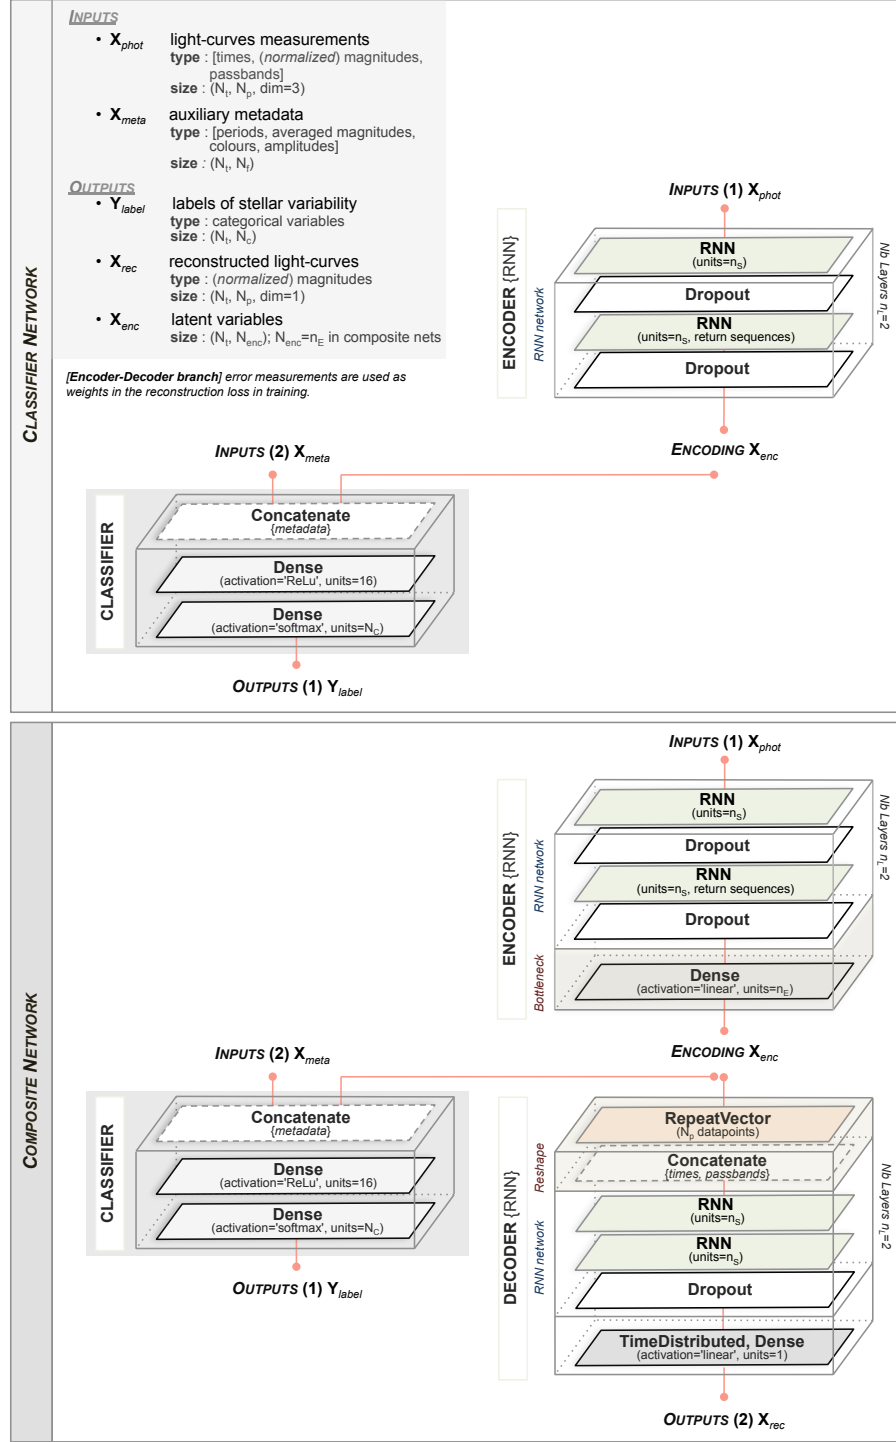 CLASSIFIER NETWORK
INPUTS
• X_phot light-curves measurements
type : [times, (normalized) magnitudes,
passbands]
size : (N_t, N_p, dim=3)
• X_meta auxiliary metadata
type : [periods, averaged magnitudes,
colours, amplitudes]
size : (N_t, N_f)
OUTPUTS
• Y_label labels of stellar variability
type : categorical variables
size : (N_t, N_c)
• X_rec reconstructed light-curves
type : (normalized) magnitudes
size : (N_t, N_p, dim=1)
• X_enc latent variables
size : (N_t, N_enc); N_enc=n_E in composite nets
[Encoder-Decoder branch] error measurements are used as
weights in the reconstruction loss in training.
INPUTS (1) X_phot
ENCODER {RNN}
RNN network
RNN
(units=n_S)
Dropout
RNN
(units=n_S, return sequences)
Dropout
Nb Layers n_L=2
ENCODING X_enc
INPUTS (2) X_meta
CLASSIFIER
Concatenate
{metadata}
Dense
(activation='ReLu', units=16)
Dense
(activation='softmax', units=N_C)
OUTPUTS (1) Y_label
COMPOSITE NETWORK
INPUTS (1) X_phot
ENCODER {RNN}
RNN network
Bottleneck
RNN
(units=n_S)
Dropout
RNN
(units=n_S, return sequences)
Dropout
Dense
(activation='linear', units=n_E)
Nb Layers n_L=2
ENCODING X_enc
INPUTS (2) X_meta
CLASSIFIER
Concatenate
{metadata}
Dense
(activation='ReLu', units=16)
Dense
(activation='softmax', units=N_C)
OUTPUTS (1) Y_label
DECODER {RNN}
Reshape
RNN network
RepeatVector
(N_p datapoints)
Concatenate
{times, passbands}
RNN
(units=n_S)
RNN
(units=n_S)
Dropout
TimeDistributed, Dense
(activation='linear', units=1)
Nb Layers n_L=2
OUTPUTS (2) X_rec